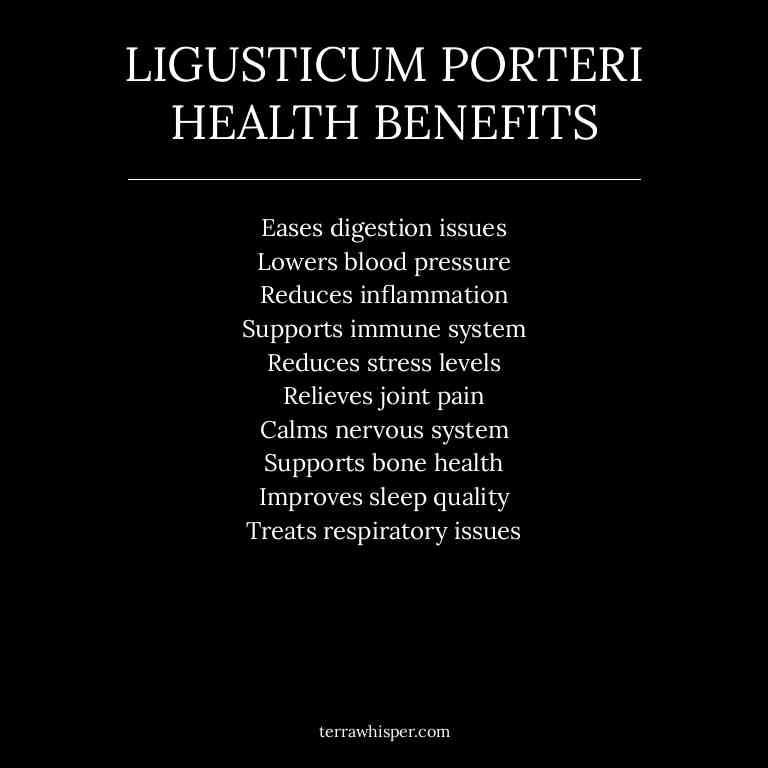 LIGUSTICUM PORTERI
HEALTH BENEFITS
Eases digestion issues
Lowers blood pressure
Reduces inflammation
Supports immune system
Reduces stress levels
Relieves joint pain
Calms nervous system
Supports bone health
Improves sleep quality
Treats respiratory issues
terrawhisper.com